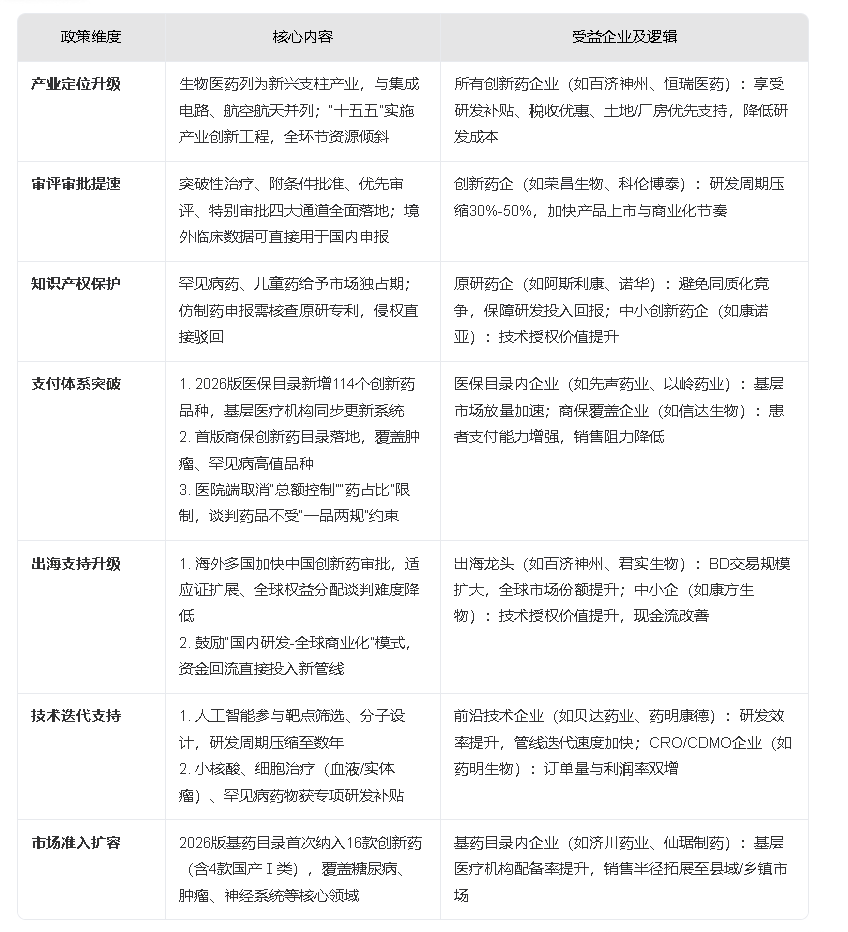 政策维度 核心内容 受益企业及逻辑
产业定位升级
生物医药列为新兴支柱产业，与集成
电路、航空航天并列；"十五五"实施
产业创新工程，全环节资源倾斜
所有创新药企业（如百济神州、恒瑞医药）：享受
研发补贴、税收优惠、土地/厂房优先支持，降低研
发成本
审评审批提速
突破性治疗、附条件批准、优先审
评、特别审批四大通道全面落地；境
外临床数据可直接用于国内申报
创新药企（如荣昌生物、科伦博泰）：研发周期压
缩30%-50%，加快产品上市与商业化节奏
知识产权保护
罕见病药、儿童药给予市场独占期；
仿制药申报需核查原研专利，侵权直
接驳回
原研药企（如阿斯利康、诺华）：避免同质化竞
争，保障研发投入回报；中小创新药企（如康诺
亚）：技术授权价值提升
支付体系突破
1. 2026版医保目录新增114个创新药
品种，基层医疗机构同步更新系统
2. 首版商保创新药目录落地，覆盖肿
瘤、罕见病高值品种
3. 医院端取消"总额控制""药占比"限
制，谈判药品不受"一品两规"约束
医保目录内企业（如先声药业、以岭药业）：基层
市场放量加速；商保覆盖企业（如信达生物）：患
者支付能力增强，销售阻力降低
出海支持升级
1. 海外多国加快中国创新药审批，适
应证扩展、全球权益分配谈判难度降
低
2. 鼓励"国内研发-全球商业化"模式，
资金回流直接投入新管线
出海龙头（如百济神州、君实生物）：BD交易规模
扩大，全球市场份额提升；中小企（如康方生
物）：技术授权价值提升，现金流改善
技术迭代支持
1. 人工智能参与靶点筛选、分子设
计，研发周期压缩至数年
2. 小核酸、细胞治疗（血液/实体
瘤）、罕见病药物获专项研发补贴
前沿技术企业（如贝达药业、药明康德）：研发效
率提升，管线迭代速度加快；CRO/CDMO企业（如
药明生物）：订单量与利润率双增
市场准入扩容
2026版基药目录首次纳入16款创新药
（含4款国产Ⅰ类），覆盖糖尿病、
肿瘤、神经系统等核心领域
基药目录内企业（如济川药业、仙琚制药）：基层
医疗机构配备率提升，销售半径拓展至县域/乡镇市
场